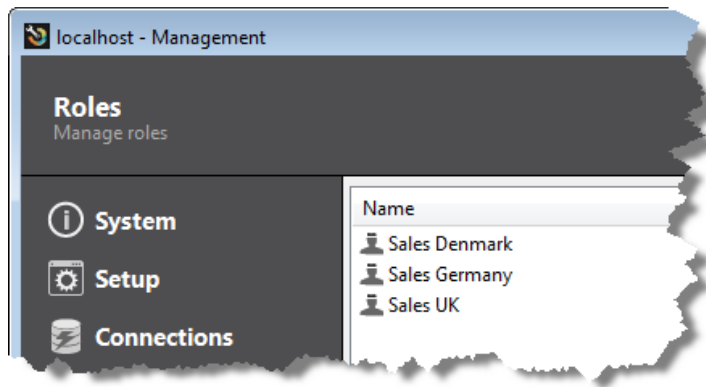 localhost - Management
Roles
Manage roles
System
Setup
Connections
Name
Sales Denmark
Sales Germany
Sales UK